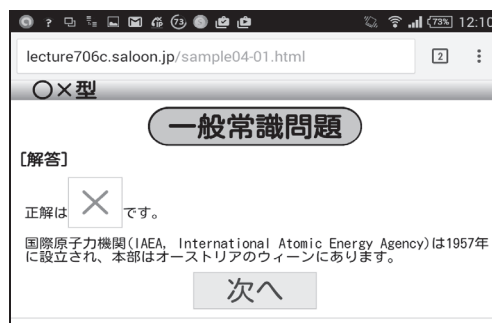 ? 73 73% 12:10
lecture706c.saloon.jp/sample04-01.html 2
○×型
一般常識問題
[解答]
正解は × です。
国際原子力機関(IAEA, International Atomic Energy Agency)は1957年
に設立され、本部はオーストリアのウィーンにあります。
次へ